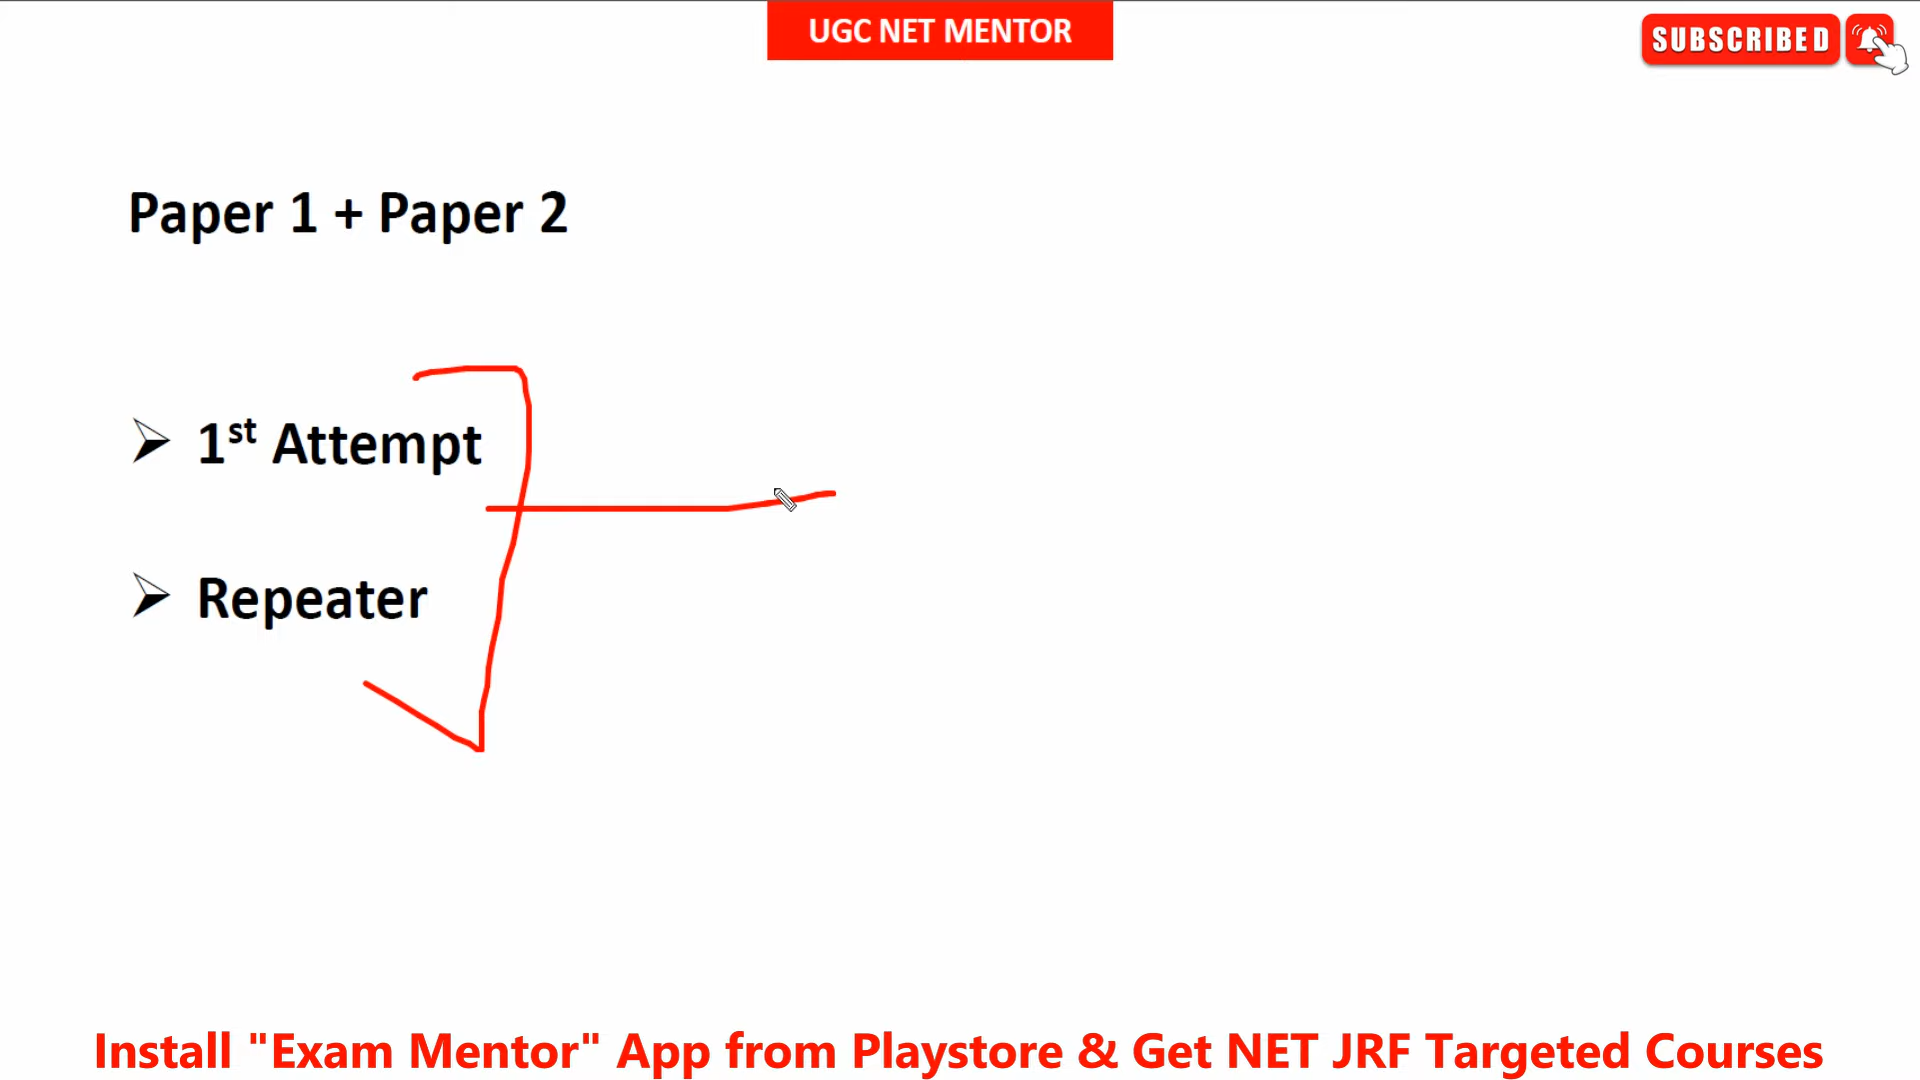 UGC NET MENTOR
SUBSCRIBED
Paper 1 + Paper 2
1st Attempt
Repeater
Install "Exam Mentor" App from Playstore & Get NET JRF Targeted Courses